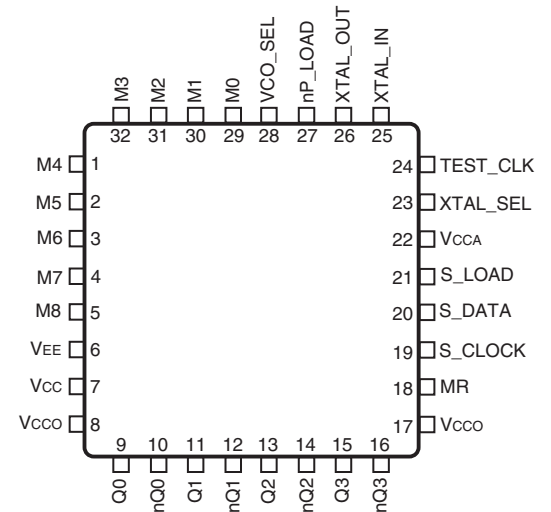 M3 M2 M1 M0 VCO_SEL nP_LOAD XTAL_OUT XTAL_IN
32 31 30 29 28 27 26 25
M4 1 24 TEST_CLK
M5 2 23 XTAL_SEL
M6 3 22 VCCA
M7 4 21 S_LOAD
M8 5 20 S_DATA
VEE 6 19 S_CLOCK
VCC 7 18 MR
VCCO 8 17 VCCO
9 10 11 12 13 14 15 16
Q0 nQ0 Q1 nQ1 Q2 nQ2 Q3 nQ3